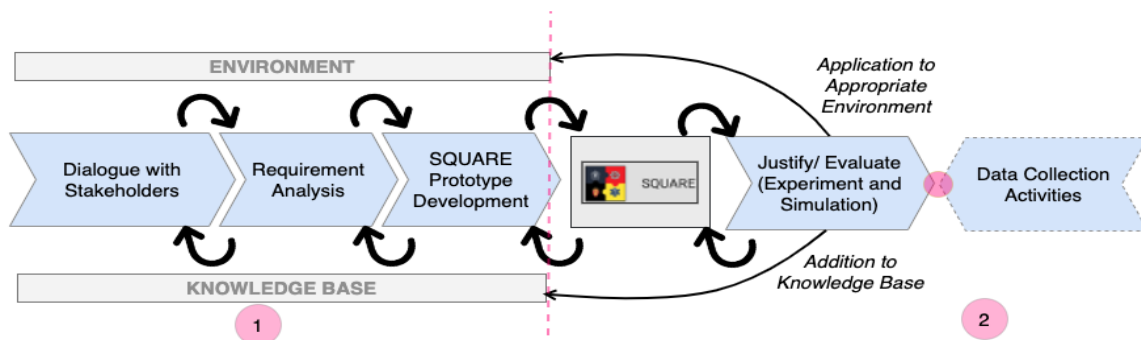 ENVIRONMENT
Application to
Appropriate
Environment
Dialogue with
Stakeholders
Requirement
Analysis
SQUARE
Prototype
Development
SQUARE
Justify/ Evaluate
(Experiment and
Simulation)
Data Collection
Activities
Addition to
Knowledge Base
KNOWLEDGE BASE
1
2